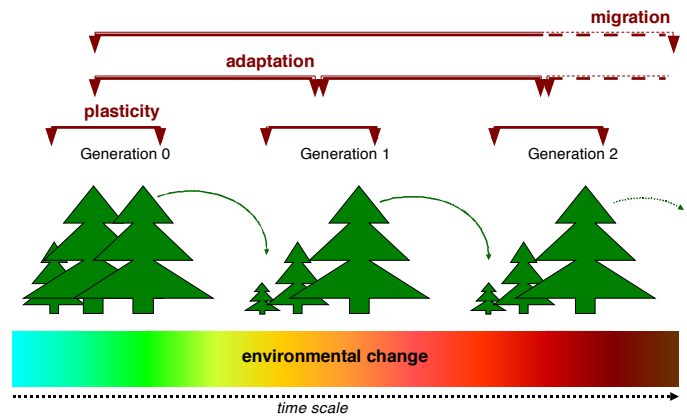 migration
adaptation
plasticity
Generation 0
Generation 1
Generation 2
environmental change
time scale